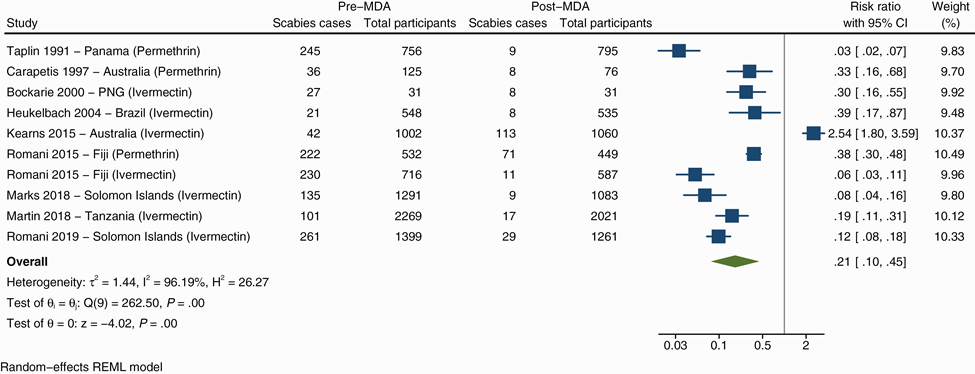 Pre−MDA Post−MDA Risk ratio Weight
Study Scabies cases Total participants Scabies cases Total participants with 95% CI (%)
Taplin 1991 − Panama (Permethrin) 245 756 9 795 .03 [ .02, .07] 9.83
Carapetis 1997 − Australia (Permethrin) 36 125 8 76 .33 [ .16, .68] 9.70
Bockarie 2000 − PNG (Ivermectin) 27 31 8 31 .30 [ .16, .55] 9.92
Heukelbach 2004 − Brazil (Ivermectin) 21 548 8 535 .39 [ .17, .87] 9.48
Kearns 2015 − Australia (Ivermectin) 42 1002 113 1060 2.54 [1.80, 3.59] 10.37
Romani 2015 − Fiji (Permethrin) 222 532 71 449 .38 [ .30, .48] 10.49
Romani 2015 − Fiji (Ivermectin) 230 716 11 587 .06 [ .03, .11] 9.96
Marks 2018 − Solomon Islands (Ivermectin) 135 1291 9 1083 .08 [ .04, .16] 9.80
Martin 2018 − Tanzania (Ivermectin) 101 2269 17 2021 .19 [ .11, .31] 10.12
Romani 2019 − Solomon Islands (Ivermectin) 261 1399 29 1261 .12 [ .08, .18] 10.33
Overall .21 [ .10, .45]
Heterogeneity: τ² = 1.44, I² = 96.19%, H² = 26.27
Test of θᵢ = θⱼ: Q(9) = 262.50, P = .00
Test of θ = 0: z = −4.02, P = .00
0.03 0.1 0.5 2
Random−effects REML model